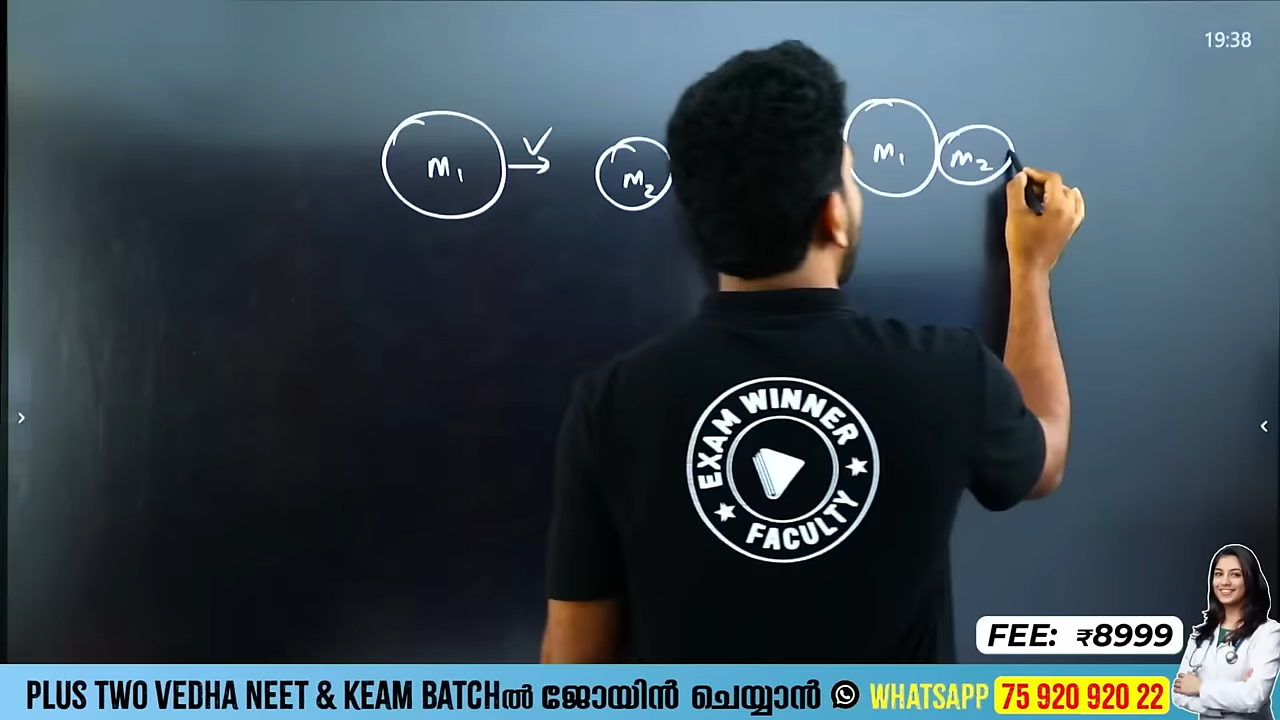 19:38
m₁ v m₂ m₁ m₂
EXAM WINNER
FACULTY
FEE: ₹8999
PLUS TWO VEDHA NEET & KEAM BATCHൽ ജോയിൻ ചെയ്യാൻ WHATSAPP 75 920 920 22